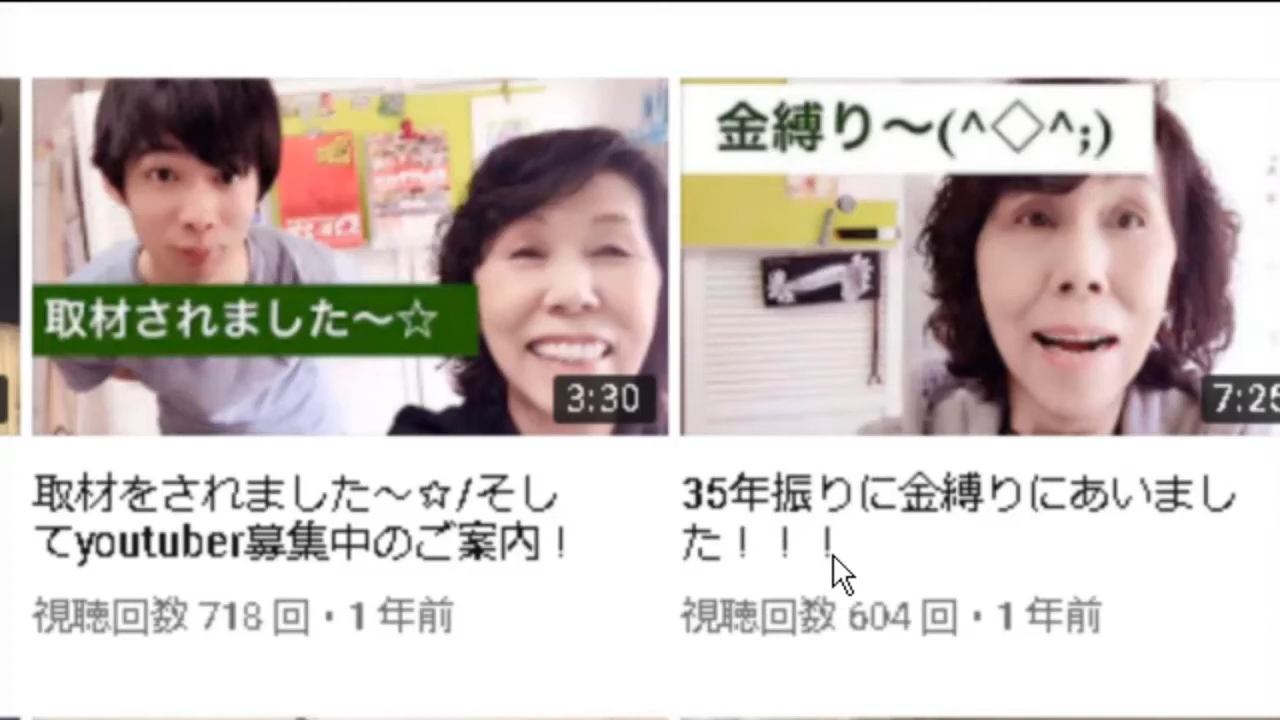 取材されました〜☆
3:30
取材をされました〜☆/そし
てyoutuber募集中のご案内！
視聴回数 718 回・1 年前
金縛り〜(^◇^;)
7:25
35年振りに金縛りにあいまし
た！！！
視聴回数 604 回・1 年前